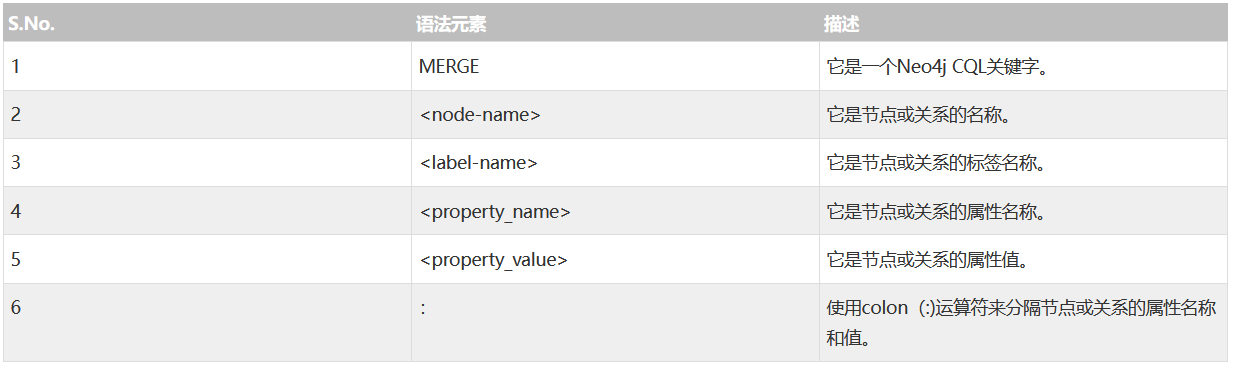 S.No. 语法元素 描述
1 MERGE 它是一个Neo4j CQL关键字。
2 <node-name> 它是节点或关系的名称。
3 <label-name> 它是节点或关系的标签名称。
4 <property_name> 它是节点或关系的属性名称。
5 <property_value> 它是节点或关系的属性值。
6 : 使用colon（:)运算符来分隔节点或关系的属性名称
和值。